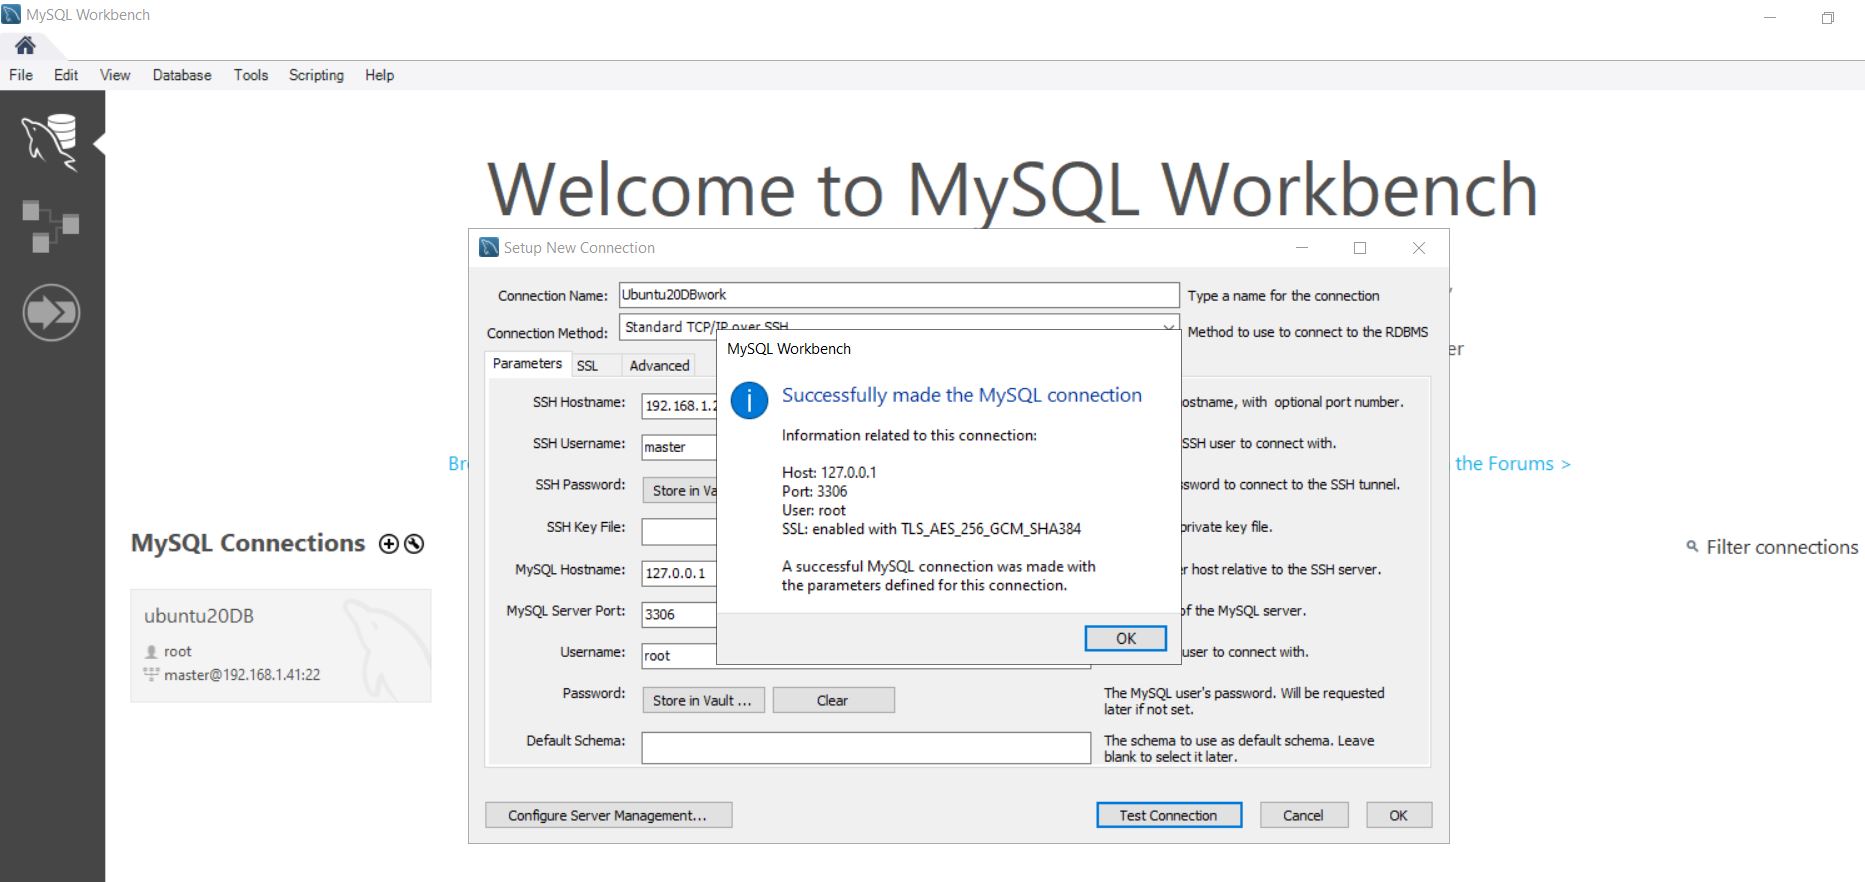 MySQL Workbench
File Edit View Database Tools Scripting Help
Welcome to MySQL Workbench
Setup New Connection
Connection Name: Ubuntu20DBwork Type a name for the connection
Connection Method: Standard TCP/IP over SSH Method to use to connect to the RDBMS
Parameters SSL Advanced
SSH Hostname: 192.168.1.2 ostname, with optional port number.
SSH Username: master SSH user to connect with.
SSH Password: Store in Va sword to connect to the SSH tunnel.
SSH Key File: private key file.
MySQL Hostname: 127.0.0.1 r host relative to the SSH server.
MySQL Server Port: 3306 of the MySQL server.
Username: root user to connect with.
Password: Store in Vault ... Clear The MySQL user's password. Will be requested
later if not set.
Default Schema: The schema to use as default schema. Leave
blank to select it later.
Configure Server Management... Test Connection Cancel OK
MySQL Workbench
Successfully made the MySQL connection
Information related to this connection:
Host: 127.0.0.1
Port: 3306
User: root
SSL: enabled with TLS_AES_256_GCM_SHA384
A successful MySQL connection was made with
the parameters defined for this connection.
OK
er
Br the Forums >
MySQL Connections
Filter connections
ubuntu20DB
root
master@192.168.1.41:22